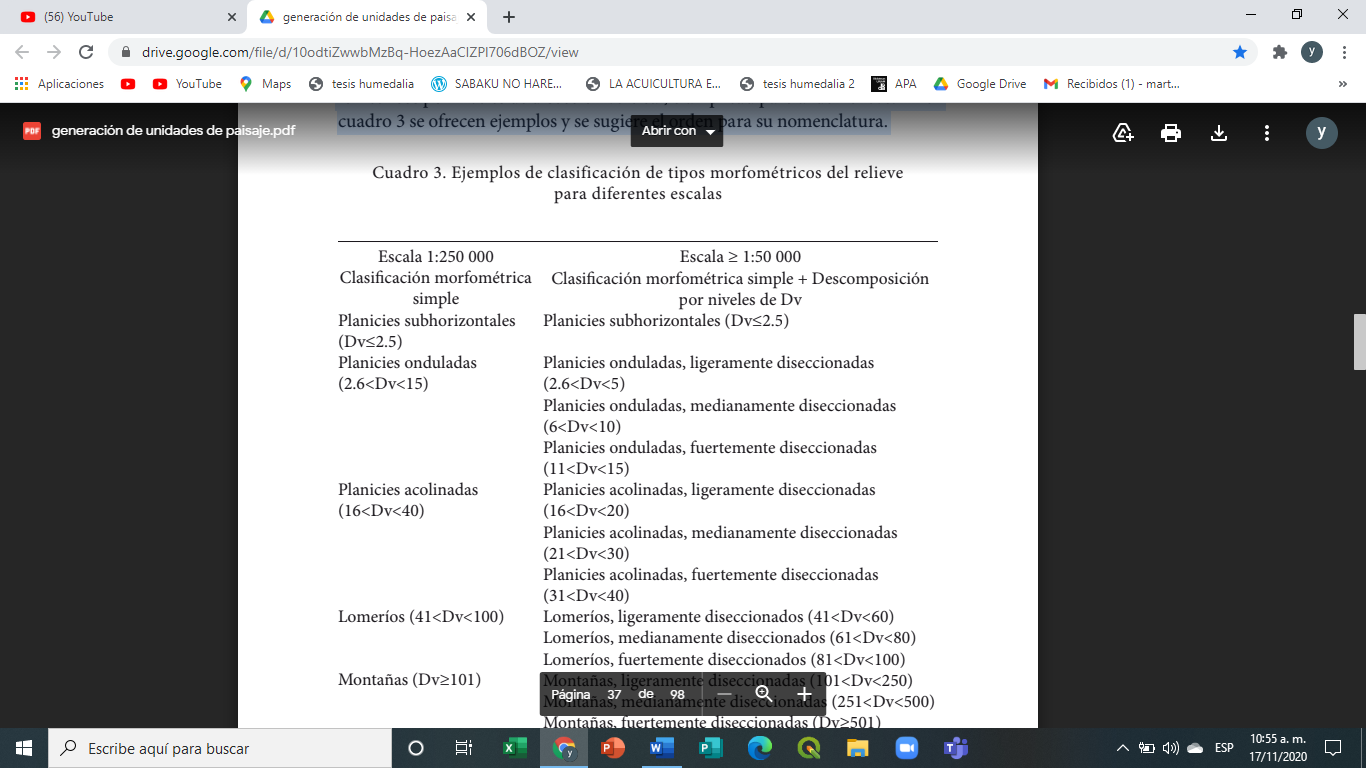 (56) YouTube
generación de unidades de paisa
drive.google.com/file/d/10odtiZwwbMzBq-HoezAaCIZPI706dBOZ/view
y
Aplicaciones
YouTube
Maps
tesis humedalia
SABAKU NO HARE...
LA ACUICULTURA E...
tesis humedalia 2
APA
Google Drive
Recibidos (1) - mart...
»
cuadro 3 se ofrecen ejemplos y se sugiere el orden para su nomenclatura.
PDF
generación de unidades de paisaje.pdf
Abrir con
y
Cuadro 3. Ejemplos de clasificación de tipos morfométricos del relieve
para diferentes escalas
Escala 1:250 000
Clasificación morfométrica
simple
Escala ≥ 1:50 000
Clasificación morfométrica simple + Descomposición
por niveles de Dv
Planicies subhorizontales
(Dv≤2.5)
Planicies subhorizontales (Dv≤2.5)
Planicies onduladas
(2.6<Dv<15)
Planicies onduladas, ligeramente diseccionadas
(2.6<Dv<5)
Planicies onduladas, medianamente diseccionadas
(6<Dv<10)
Planicies onduladas, fuertemente diseccionadas
(11<Dv<15)
Planicies acolinadas
(16<Dv<40)
Planicies acolinadas, ligeramente diseccionadas
(16<Dv<20)
Planicies acolinadas, medianamente diseccionadas
(21<Dv<30)
Planicies acolinadas, fuertemente diseccionadas
(31<Dv<40)
Lomeríos (41<Dv<100)
Lomeríos, ligeramente diseccionados (41<Dv<60)
Lomeríos, medianamente diseccionados (61<Dv<80)
Lomeríos, fuertemente diseccionados (81<Dv<100)
Montañas (Dv≥101)
Montañas, ligeramente diseccionadas (101<Dv<250)
Montañas, medianamente diseccionadas (251<Dv<500)
Montañas, fuertemente diseccionadas (Dv≥501)
Página 37 de 98
Escribe aquí para buscar
ESP
10:55 a. m.
17/11/2020